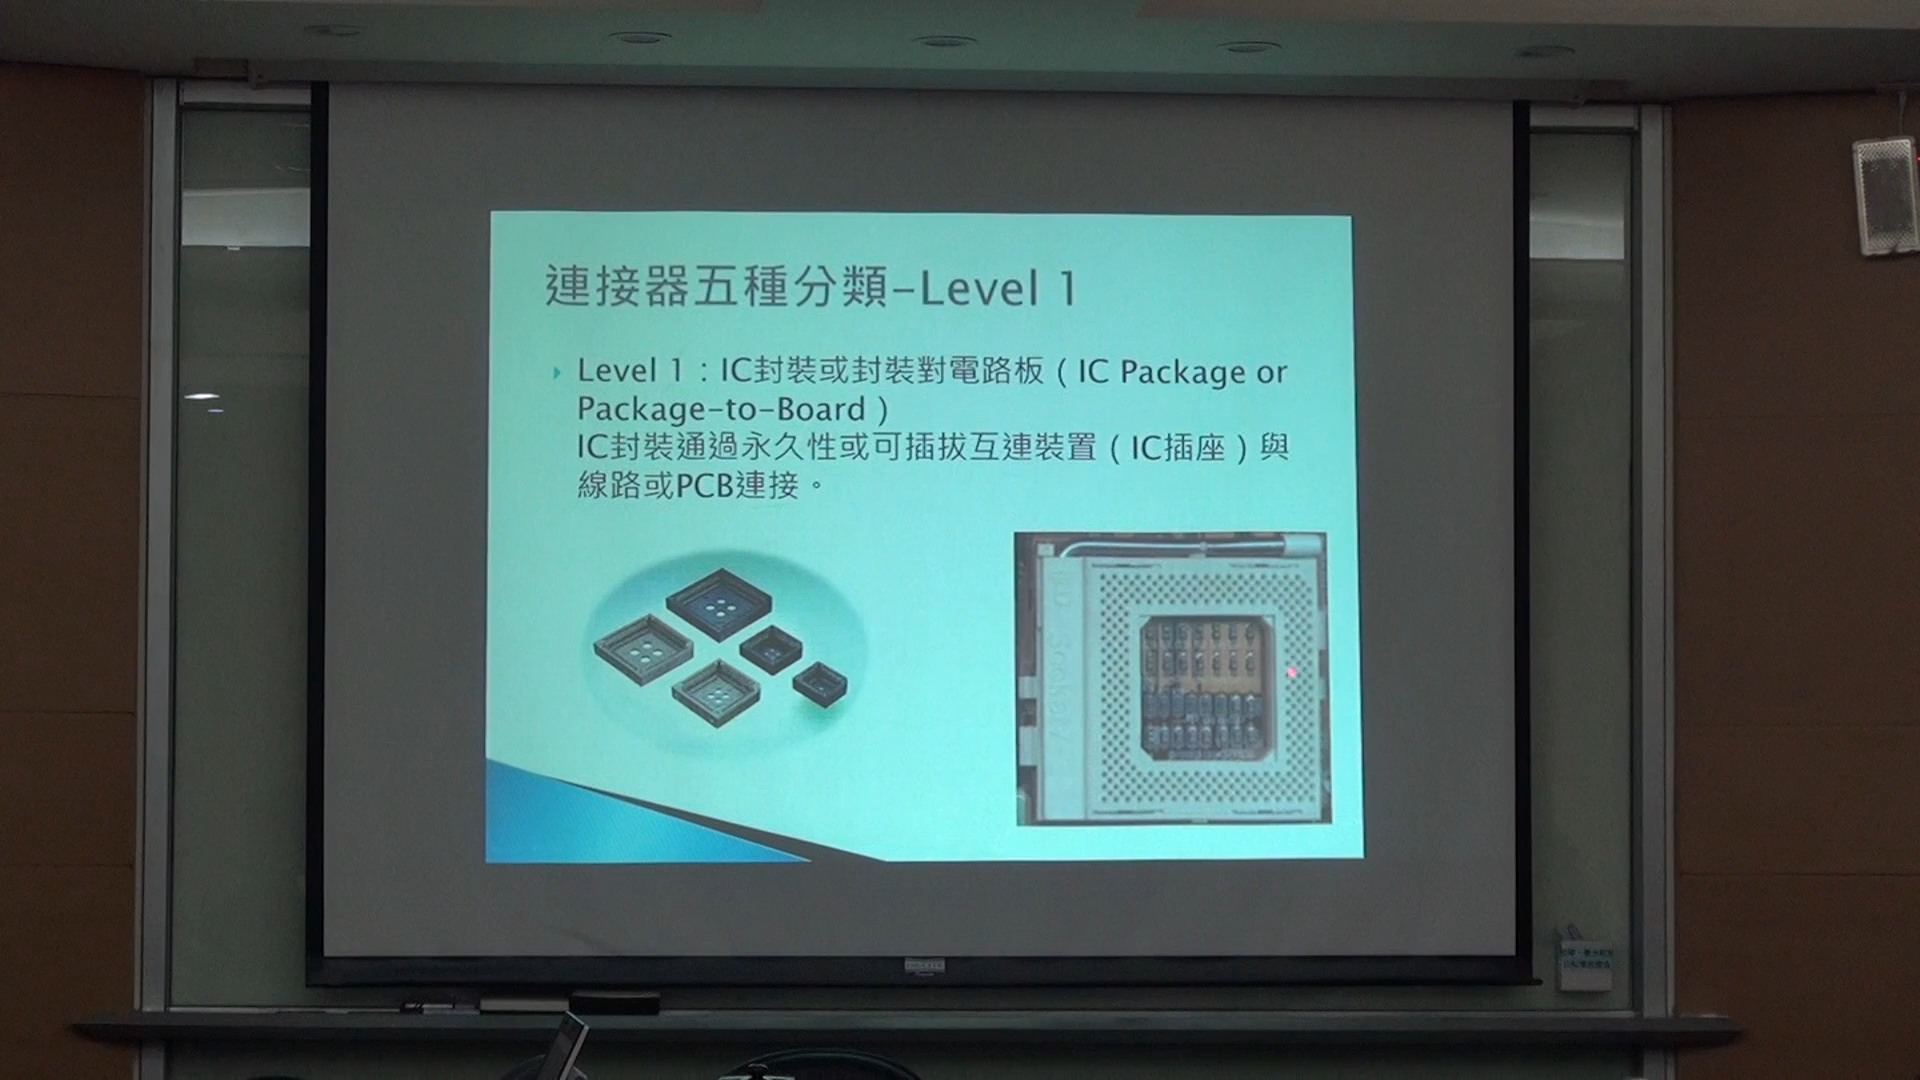 連接器五種分類-Level 1
Level 1：IC封裝或封裝對電路板（IC Package or
Package-to-Board）
IC封裝通過永久性或可插拔互連裝置（IC插座）與
線路或PCB連接。